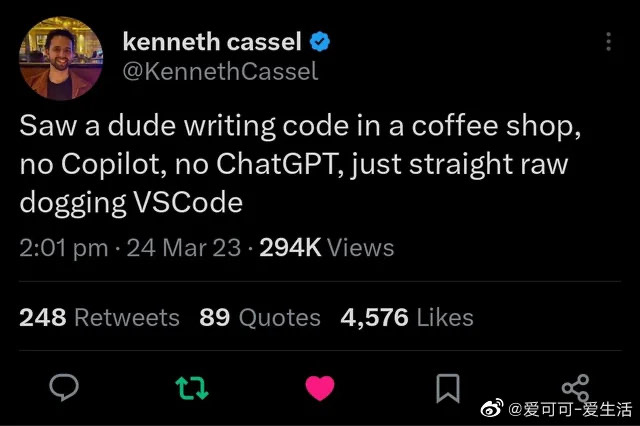 kenneth cassel
@KennethCassel
Saw a dude writing code in a coffee shop,
no Copilot, no ChatGPT, just straight raw
dogging VSCode
2:01 pm · 24 Mar 23 · 294K Views
248 Retweets 89 Quotes 4,576 Likes
@爱可可-爱生活